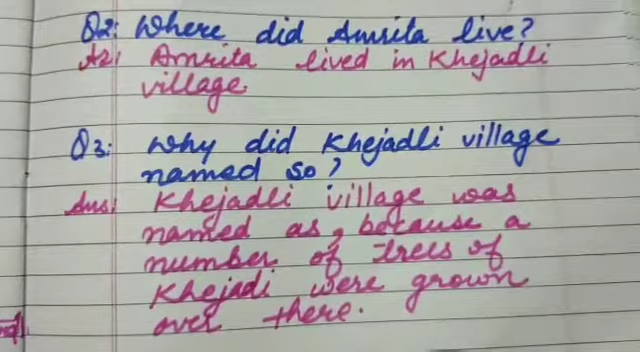 Q2: Where did Amrita live?
A2: Amrita lived in Khejadli
village.
Q3: Why did Khejadli village
named so?
Ans: Khejadli village was
named as, because a
number of trees of
Khejadi were grown
over there.